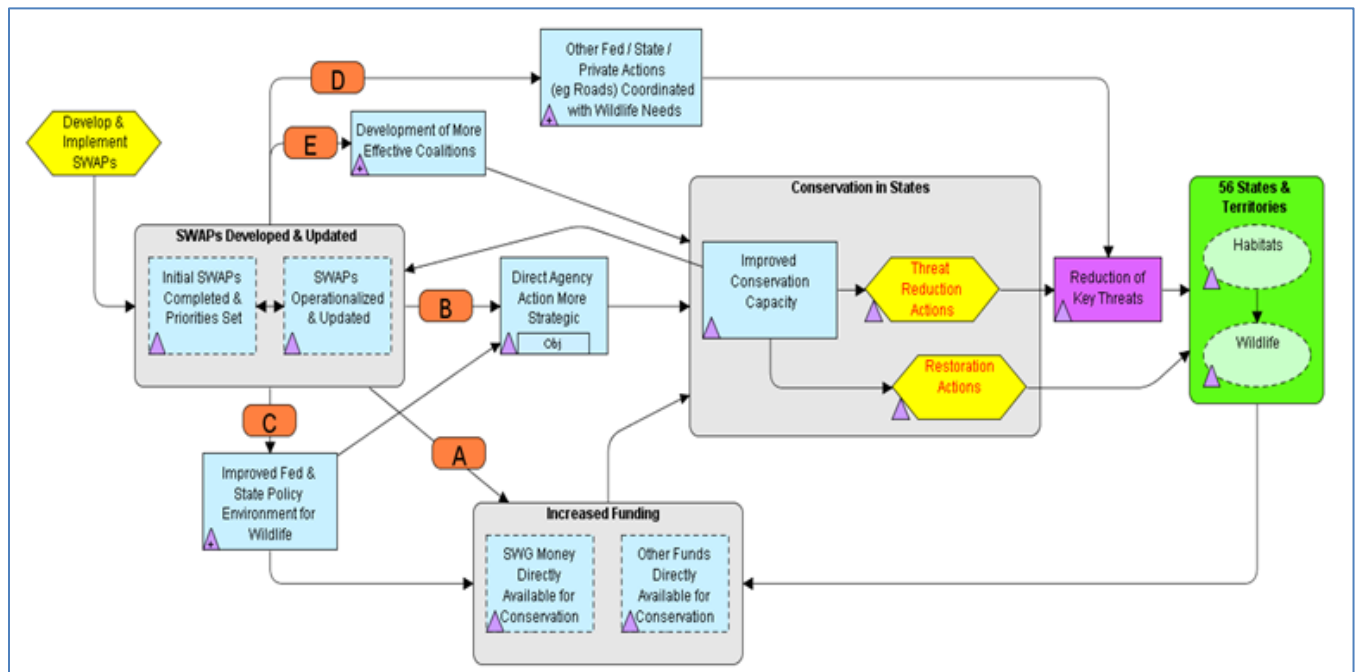 Other Fed / State /
Private Actions
(eg Roads) Coordinated
with Wildlife Needs
D
Develop &
Implement
SWAPs
E
Development of More
Effective Coalitions
Conservation in States
56 States &
Territories
SWAPs Developed & Updated
Habitats
Initial SWAPs
Completed &
Priorities Set
SWAPs
Operationalized
& Updated
B
Direct Agency
Action More
Strategic
Obj
Improved
Conservation
Capacity
Threat
Reduction
Actions
Reduction of
Key Threats
Wildlife
Restoration
Actions
C
A
Improved Fed &
State Policy
Environment for
Wildlife
Increased Funding
SWG Money
Directly
Available for
Conservation
Other Funds
Directly
Available for
Conservation